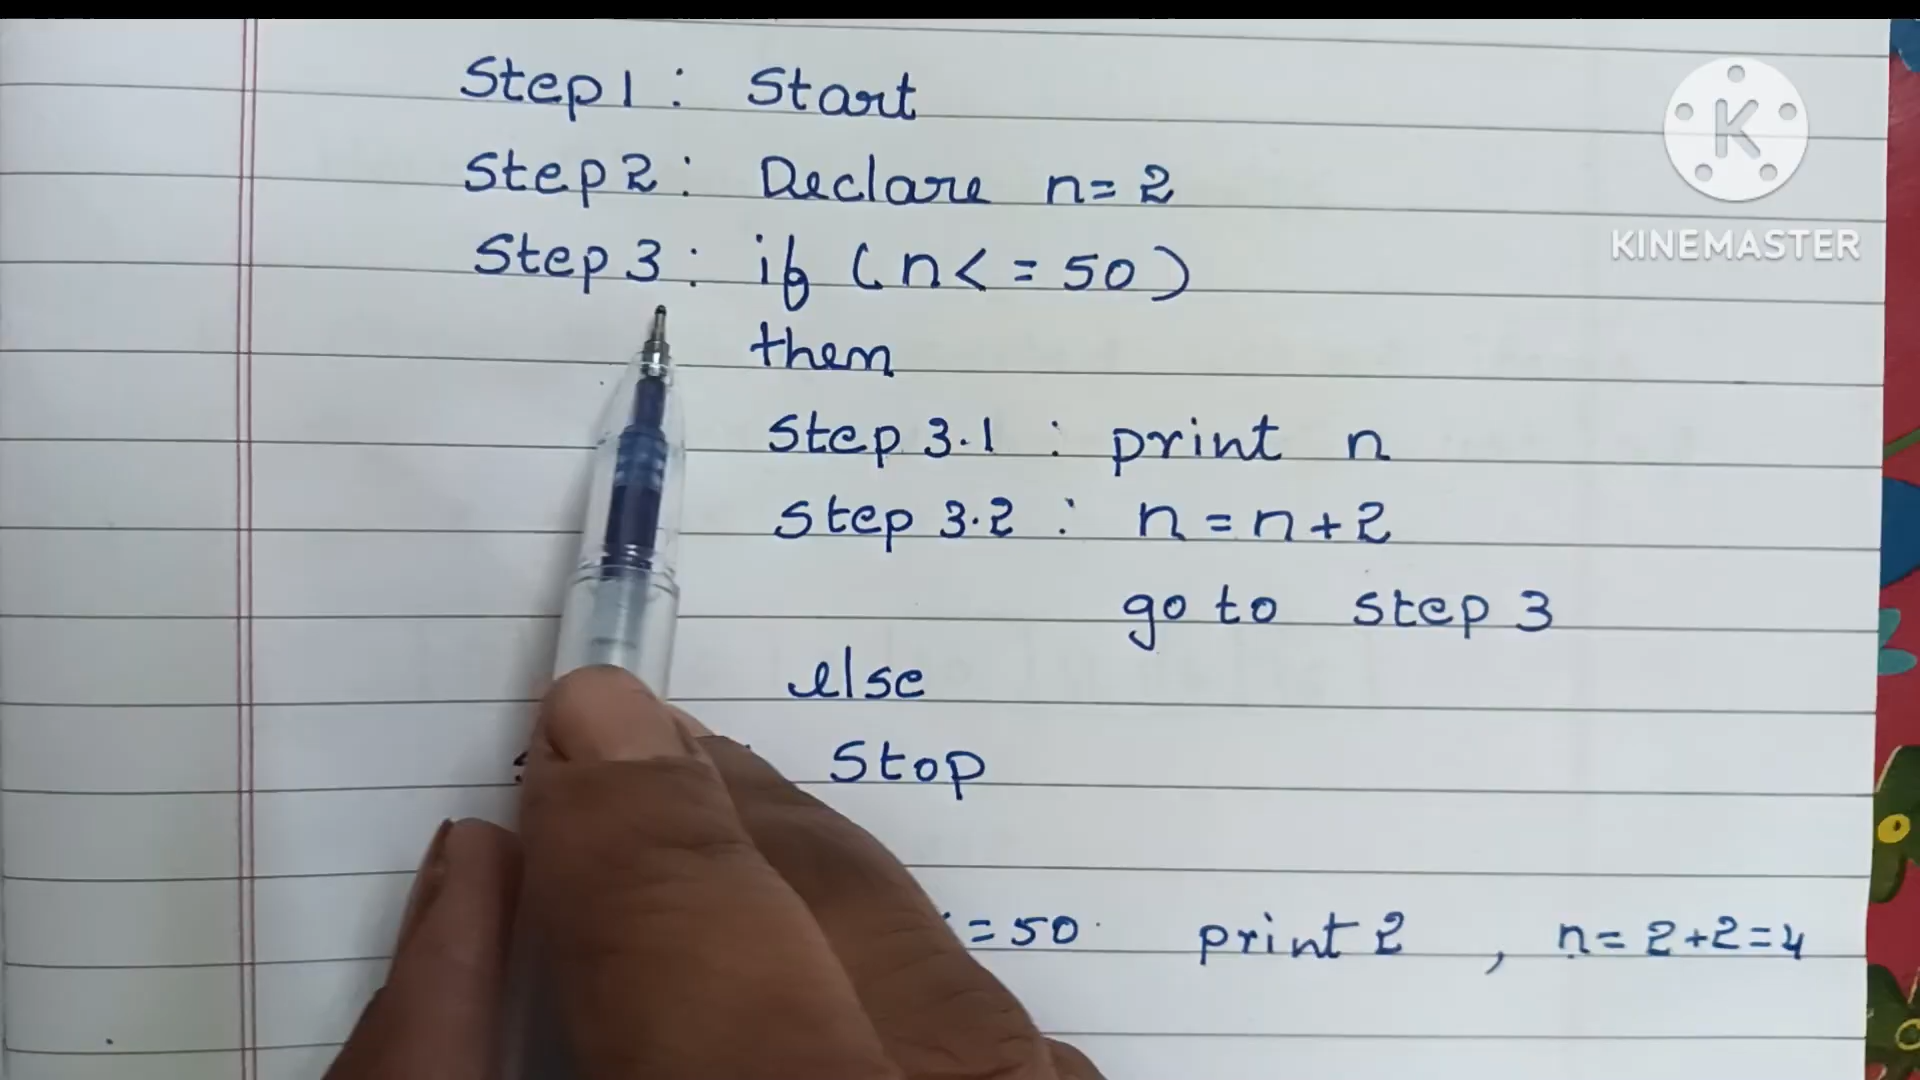 Step 1 : Start
Step 2 : Declare n = 2
Step 3 : if ( n < = 50 )
then
Step 3.1 : print n
Step 3.2 : n = n + 2
go to step 3
else
Stop
= 50 print 2 , n = 2 + 2 = 4
K
KINEMASTER